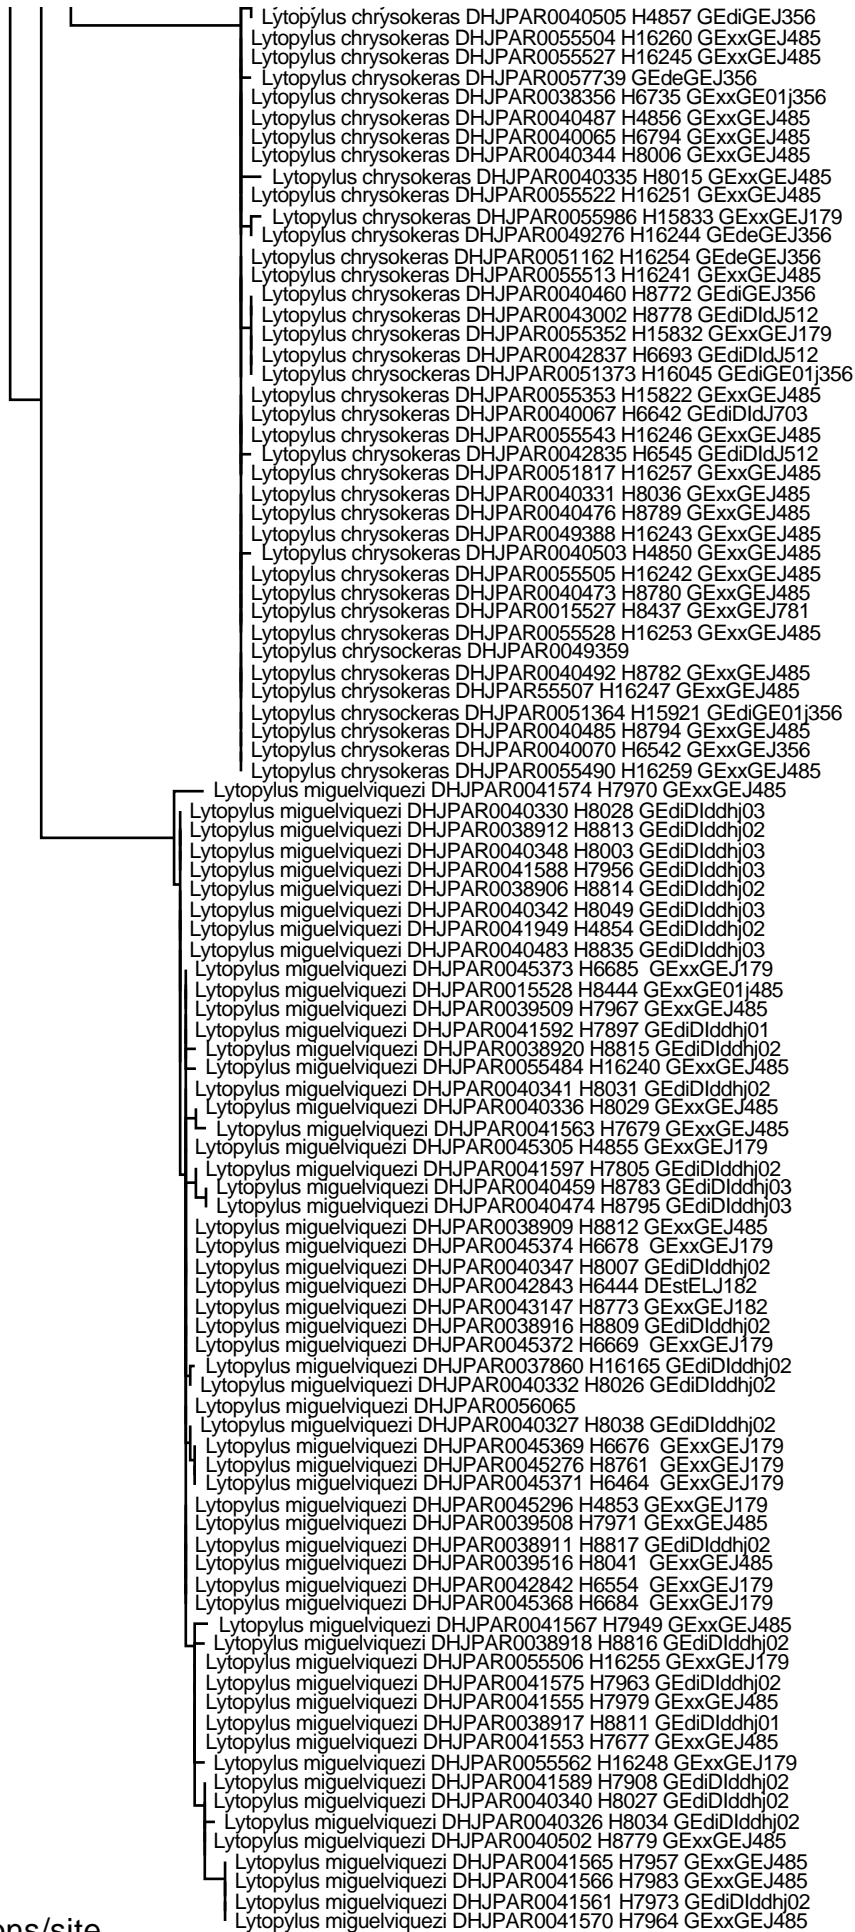 Lytopylus chrysokeras DHJPAR0040505 H4857 GEdiGEJ356
Lytopylus chrysokeras DHJPAR0055504 H16260 GExxGEJ485
Lytopylus chrysokeras DHJPAR0055527 H16245 GExxGEJ485
Lytopylus chrysokeras DHJPAR0057739 GEdeGEJ356
Lytopylus chrysokeras DHJPAR0038356 H6735 GExxGE01j356
Lytopylus chrysokeras DHJPAR0040487 H4856 GExxGEJ485
Lytopylus chrysokeras DHJPAR0040065 H6794 GExxGEJ485
Lytopylus chrysokeras DHJPAR0040344 H8006 GExxGEJ485
Lytopylus chrysokeras DHJPAR0040335 H8015 GExxGEJ485
Lytopylus chrysokeras DHJPAR0055522 H16251 GExxGEJ485
Lytopylus chrysokeras DHJPAR0055986 H15833 GExxGEJ179
Lytopylus chrysokeras DHJPAR0049276 H16244 GEdeGEJ356
Lytopylus chrysokeras DHJPAR0051162 H16254 GEdeGEJ356
Lytopylus chrysokeras DHJPAR0055513 H16241 GExxGEJ485
Lytopylus chrysokeras DHJPAR0040460 H8772 GEdiGEJ356
Lytopylus chrysokeras DHJPAR0043002 H8778 GEdiDIdJ512
Lytopylus chrysokeras DHJPAR0055352 H15832 GExxGEJ179
Lytopylus chrysokeras DHJPAR0042837 H6693 GEdiDIdJ512
Lytopylus chrysockeras DHJPAR0051373 H16045 GEdiGE01j356
Lytopylus chrysokeras DHJPAR0055353 H15822 GExxGEJ485
Lytopylus chrysokeras DHJPAR0040067 H6642 GEdiDIdJ703
Lytopylus chrysokeras DHJPAR0055543 H16246 GExxGEJ485
Lytopylus chrysokeras DHJPAR0042835 H6545 GEdiDIdJ512
Lytopylus chrysokeras DHJPAR0051817 H16257 GExxGEJ485
Lytopylus chrysokeras DHJPAR0040331 H8036 GExxGEJ485
Lytopylus chrysokeras DHJPAR0040476 H8789 GExxGEJ485
Lytopylus chrysokeras DHJPAR0049388 H16243 GExxGEJ485
Lytopylus chrysokeras DHJPAR0040503 H4850 GExxGEJ485
Lytopylus chrysokeras DHJPAR0055505 H16242 GExxGEJ485
Lytopylus chrysokeras DHJPAR0040473 H8780 GExxGEJ485
Lytopylus chrysokeras DHJPAR0015527 H8437 GExxGEJ781
Lytopylus chrysokeras DHJPAR0055528 H16253 GExxGEJ485
Lytopylus chrysockeras DHJPAR0049359
Lytopylus chrysokeras DHJPAR0040492 H8782 GExxGEJ485
Lytopylus chrysokeras DHJPAR55507 H16247 GExxGEJ485
Lytopylus chrysockeras DHJPAR0051364 H15921 GEdiGE01j356
Lytopylus chrysokeras DHJPAR0040485 H8794 GExxGEJ485
Lytopylus chrysokeras DHJPAR0040070 H6542 GExxGEJ356
Lytopylus chrysokeras DHJPAR0055490 H16259 GExxGEJ485
Lytopylus miguelviquezi DHJPAR0041574 H7970 GExxGEJ485
Lytopylus miguelviquezi DHJPAR0040330 H8028 GEdiDIddhj03
Lytopylus miguelviquezi DHJPAR0038912 H8813 GEdiDIddhj02
Lytopylus miguelviquezi DHJPAR0040348 H8003 GEdiDIddhj03
Lytopylus miguelviquezi DHJPAR0041588 H7956 GEdiDIddhj03
Lytopylus miguelviquezi DHJPAR0038906 H8814 GEdiDIddhj02
Lytopylus miguelviquezi DHJPAR0040342 H8049 GEdiDIddhj03
Lytopylus miguelviquezi DHJPAR0041949 H4854 GEdiDIddhj02
Lytopylus miguelviquezi DHJPAR0040483 H8835 GEdiDIddhj03
Lytopylus miguelviquezi DHJPAR0045373 H6685 GExxGEJ179
Lytopylus miguelviquezi DHJPAR0015528 H8444 GExxGE01j485
Lytopylus miguelviquezi DHJPAR0039509 H7967 GExxGEJ485
Lytopylus miguelviquezi DHJPAR0041592 H7897 GEdiDIddhj01
Lytopylus miguelviquezi DHJPAR0038920 H8815 GEdiDIddhj02
Lytopylus miguelviquezi DHJPAR0055484 H16240 GExxGEJ485
Lytopylus miguelviquezi DHJPAR0040341 H8031 GEdiDIddhj02
Lytopylus miguelviquezi DHJPAR0040336 H8029 GExxGEJ485
Lytopylus miguelviquezi DHJPAR0041563 H7679 GExxGEJ485
Lytopylus miguelviquezi DHJPAR0045305 H4855 GExxGEJ179
Lytopylus miguelviquezi DHJPAR0041597 H7805 GEdiDIddhj02
Lytopylus miguelviquezi DHJPAR0040459 H8783 GEdiDIddhj03
Lytopylus miguelviquezi DHJPAR0040474 H8795 GEdiDIddhj03
Lytopylus miguelviquezi DHJPAR0038909 H8812 GExxGEJ485
Lytopylus miguelviquezi DHJPAR0045374 H6678 GExxGEJ179
Lytopylus miguelviquezi DHJPAR0040347 H8007 GEdiDIddhj02
Lytopylus miguelviquezi DHJPAR0042843 H6444 DEstELJ182
Lytopylus miguelviquezi DHJPAR0043147 H8773 GExxGEJ182
Lytopylus miguelviquezi DHJPAR0038916 H8809 GEdiDIddhj02
Lytopylus miguelviquezi DHJPAR0045372 H6669 GExxGEJ179
Lytopylus miguelviquezi DHJPAR0037860 H16165 GEdiDIddhj02
Lytopylus miguelviquezi DHJPAR0040332 H8026 GEdiDIddhj02
Lytopylus miguelviquezi DHJPAR0056065
Lytopylus miguelviquezi DHJPAR0040327 H8038 GEdiDIddhj02
Lytopylus miguelviquezi DHJPAR0045369 H6676 GExxGEJ179
Lytopylus miguelviquezi DHJPAR0045276 H8761 GExxGEJ179
Lytopylus miguelviquezi DHJPAR0045371 H6464 GExxGEJ179
Lytopylus miguelviquezi DHJPAR0045296 H4853 GExxGEJ179
Lytopylus miguelviquezi DHJPAR0039508 H7971 GExxGEJ485
Lytopylus miguelviquezi DHJPAR0038911 H8817 GEdiDIddhj02
Lytopylus miguelviquezi DHJPAR0039516 H8041 GExxGEJ485
Lytopylus miguelviquezi DHJPAR0042842 H6554 GExxGEJ179
Lytopylus miguelviquezi DHJPAR0045368 H6684 GExxGEJ179
Lytopylus miguelviquezi DHJPAR0041567 H7949 GExxGEJ485
Lytopylus miguelviquezi DHJPAR0038918 H8816 GEdiDIddhj02
Lytopylus miguelviquezi DHJPAR0055506 H16255 GExxGEJ179
Lytopylus miguelviquezi DHJPAR0041575 H7963 GEdiDIddhj02
Lytopylus miguelviquezi DHJPAR0041555 H7979 GExxGEJ485
Lytopylus miguelviquezi DHJPAR0038917 H8811 GEdiDIddhj01
Lytopylus miguelviquezi DHJPAR0041553 H7677 GExxGEJ485
Lytopylus miguelviquezi DHJPAR0055562 H16248 GExxGEJ179
Lytopylus miguelviquezi DHJPAR0041589 H7908 GEdiDIddhj02
Lytopylus miguelviquezi DHJPAR0040340 H8027 GEdiDIddhj02
Lytopylus miguelviquezi DHJPAR0040326 H8034 GEdiDIddhj02
Lytopylus miguelviquezi DHJPAR0040502 H8779 GExxGEJ485
Lytopylus miguelviquezi DHJPAR0041565 H7957 GExxGEJ485
Lytopylus miguelviquezi DHJPAR0041566 H7983 GExxGEJ485
Lytopylus miguelviquezi DHJPAR0041561 H7973 GEdiDIddhj02
Lytopylus miguelviquezi DHJPAR0041570 H7964 GExxGEJ485
ons/site